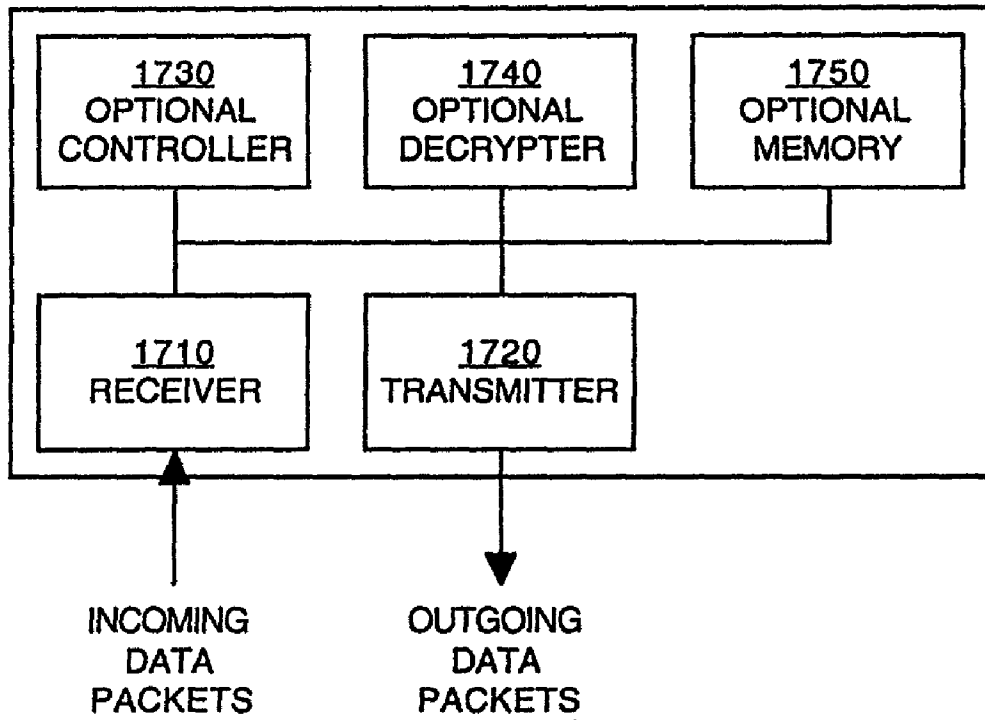 1730
OPTIONAL
CONTROLLER
1740
OPTIONAL
DECRYPTER
1750
OPTIONAL
MEMORY
1710
RECEIVER
1720
TRANSMITTER
INCOMING
DATA
PACKETS
OUTGOING
DATA
PACKETS